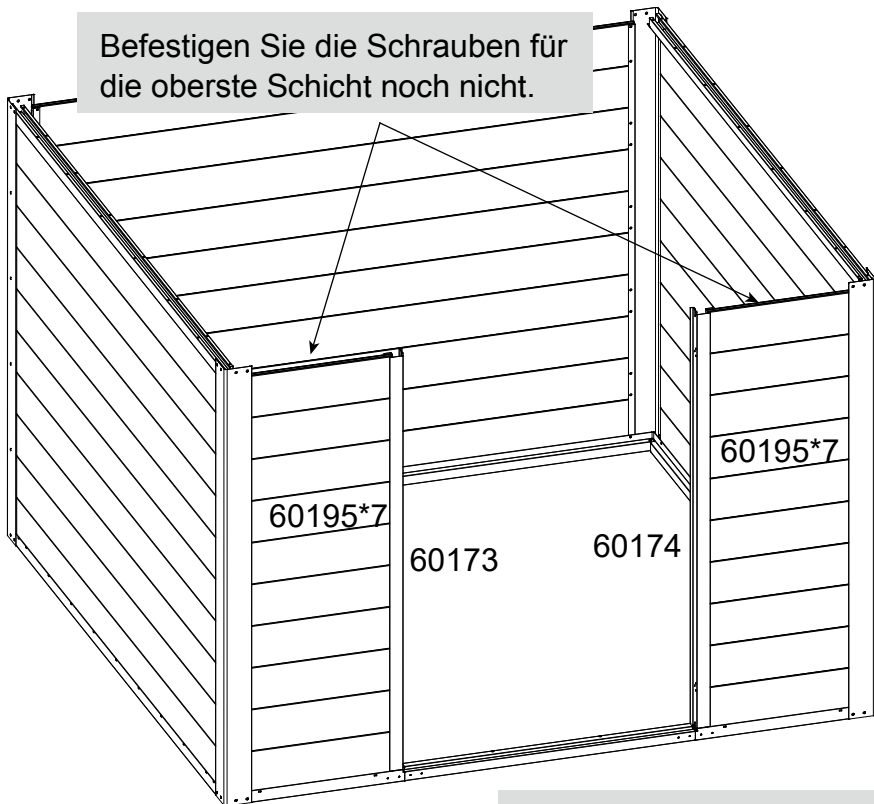 Befestigen Sie die Schrauben für
die oberste Schicht noch nicht.
60195*7
60195*7
60173
60174